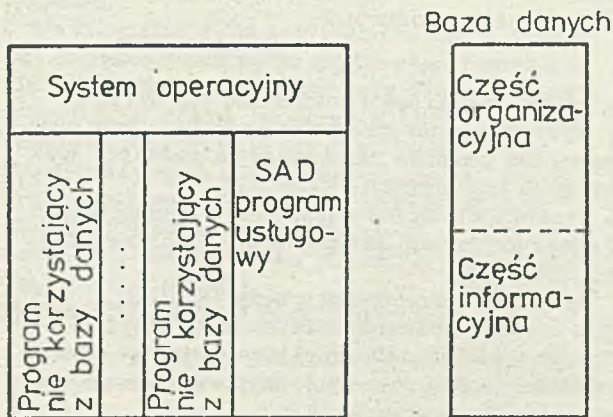 Baza danych
System operacyjny
Program
nie korzystający
z bazy danych
.....
Program
nie korzystający
z bazy danych
SAD
program
usługo-
wy
Część
organiza-
cyjna
Część
informa-
cyjna